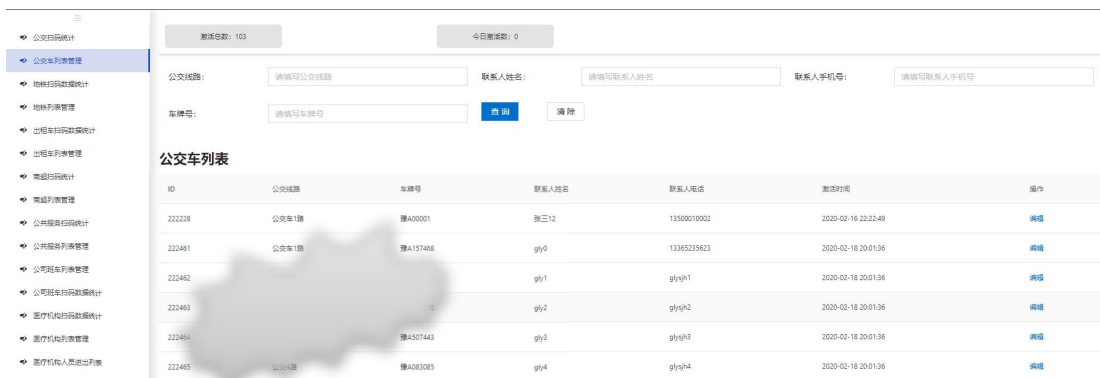 公交扫码统计
公交车列表管理
地铁扫码数据统计
地铁列表管理
出租车扫码数据统计
出租车列表管理
商超扫码统计
商超列表管理
公共服务扫码统计
公共服务列表管理
公司班车列表管理
公司班车扫码数据统计
医疗机构扫码数据统计
医疗机构列表管理
医疗机构人员进出列表
激活总数: 103 今日激活数: 0
公交线路: 请填写公交线路 联系人姓名: 请填写联系人姓名 联系人手机号: 请填写联系人手机号
车牌号: 请填写车牌号 查询 清除
公交车列表
ID 公交线路 车牌号 联系人姓名 联系人电话 激活时间 操作
222228 公交车1路 豫A00001 张三12 13500010002 2020-02-16 22:22:49 编辑
222461 公交车1路 豫A157468 gly0 13365235623 2020-02-18 20:01:36 编辑
222462 gly1 glysjh1 2020-02-18 20:01:36 编辑
222463 gly2 glysjh2 2020-02-18 20:01:36 编辑
222464 豫A507443 gly3 glysjh3 2020-02-18 20:01:36 编辑
222465 豫A083085 gly4 glysjh4 2020-02-18 20:01:36 编辑